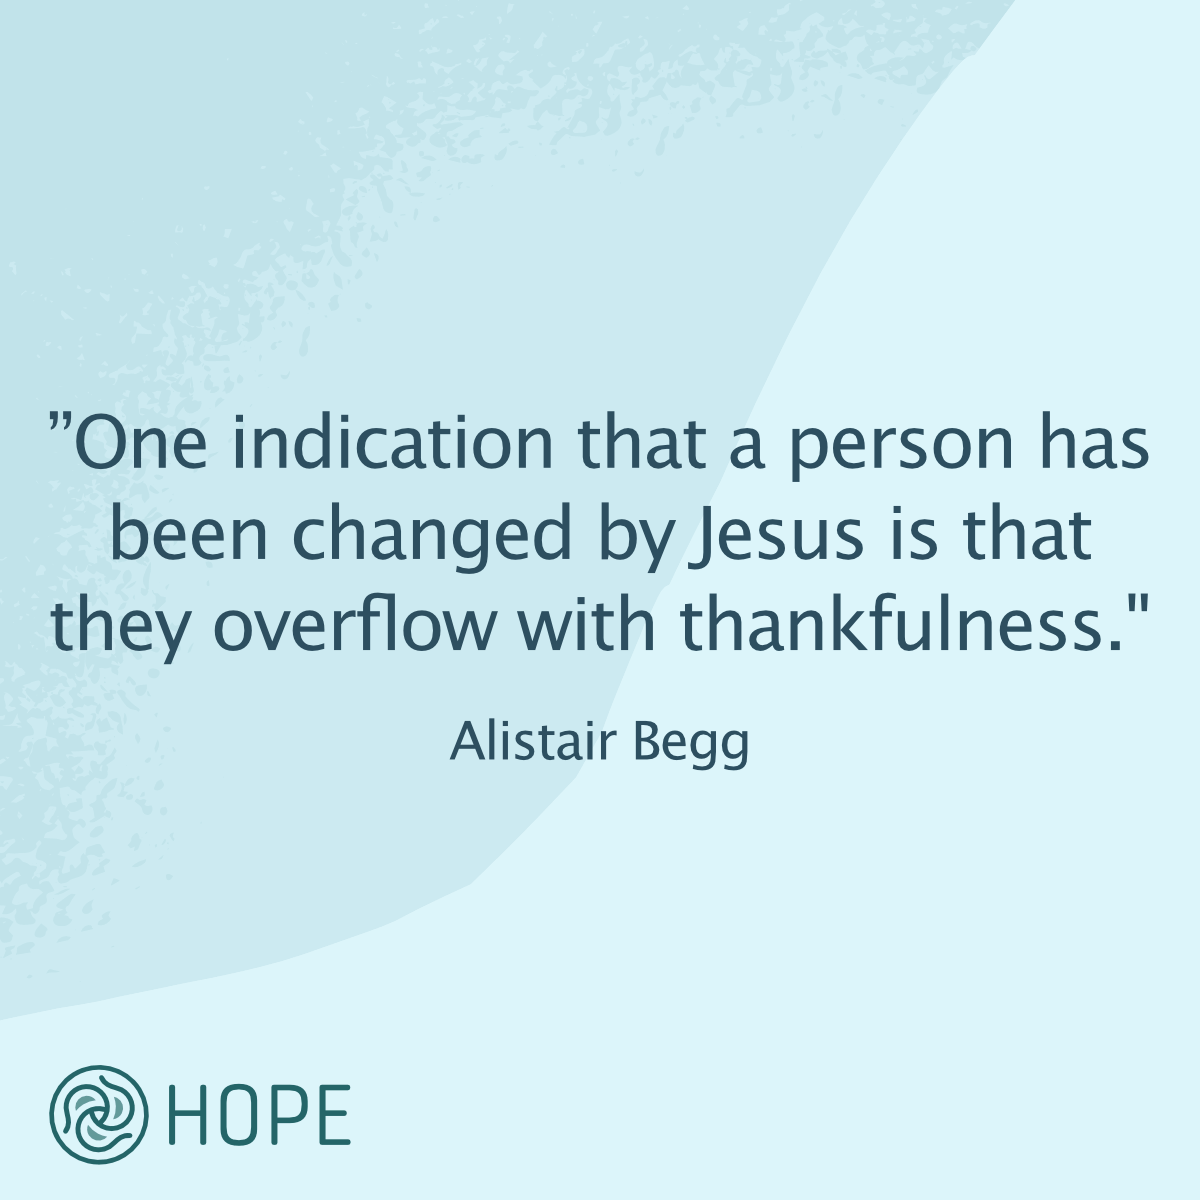 ”One indication that a person has
been changed by Jesus is that
they overflow with thankfulness."
Alistair Begg
HOPE